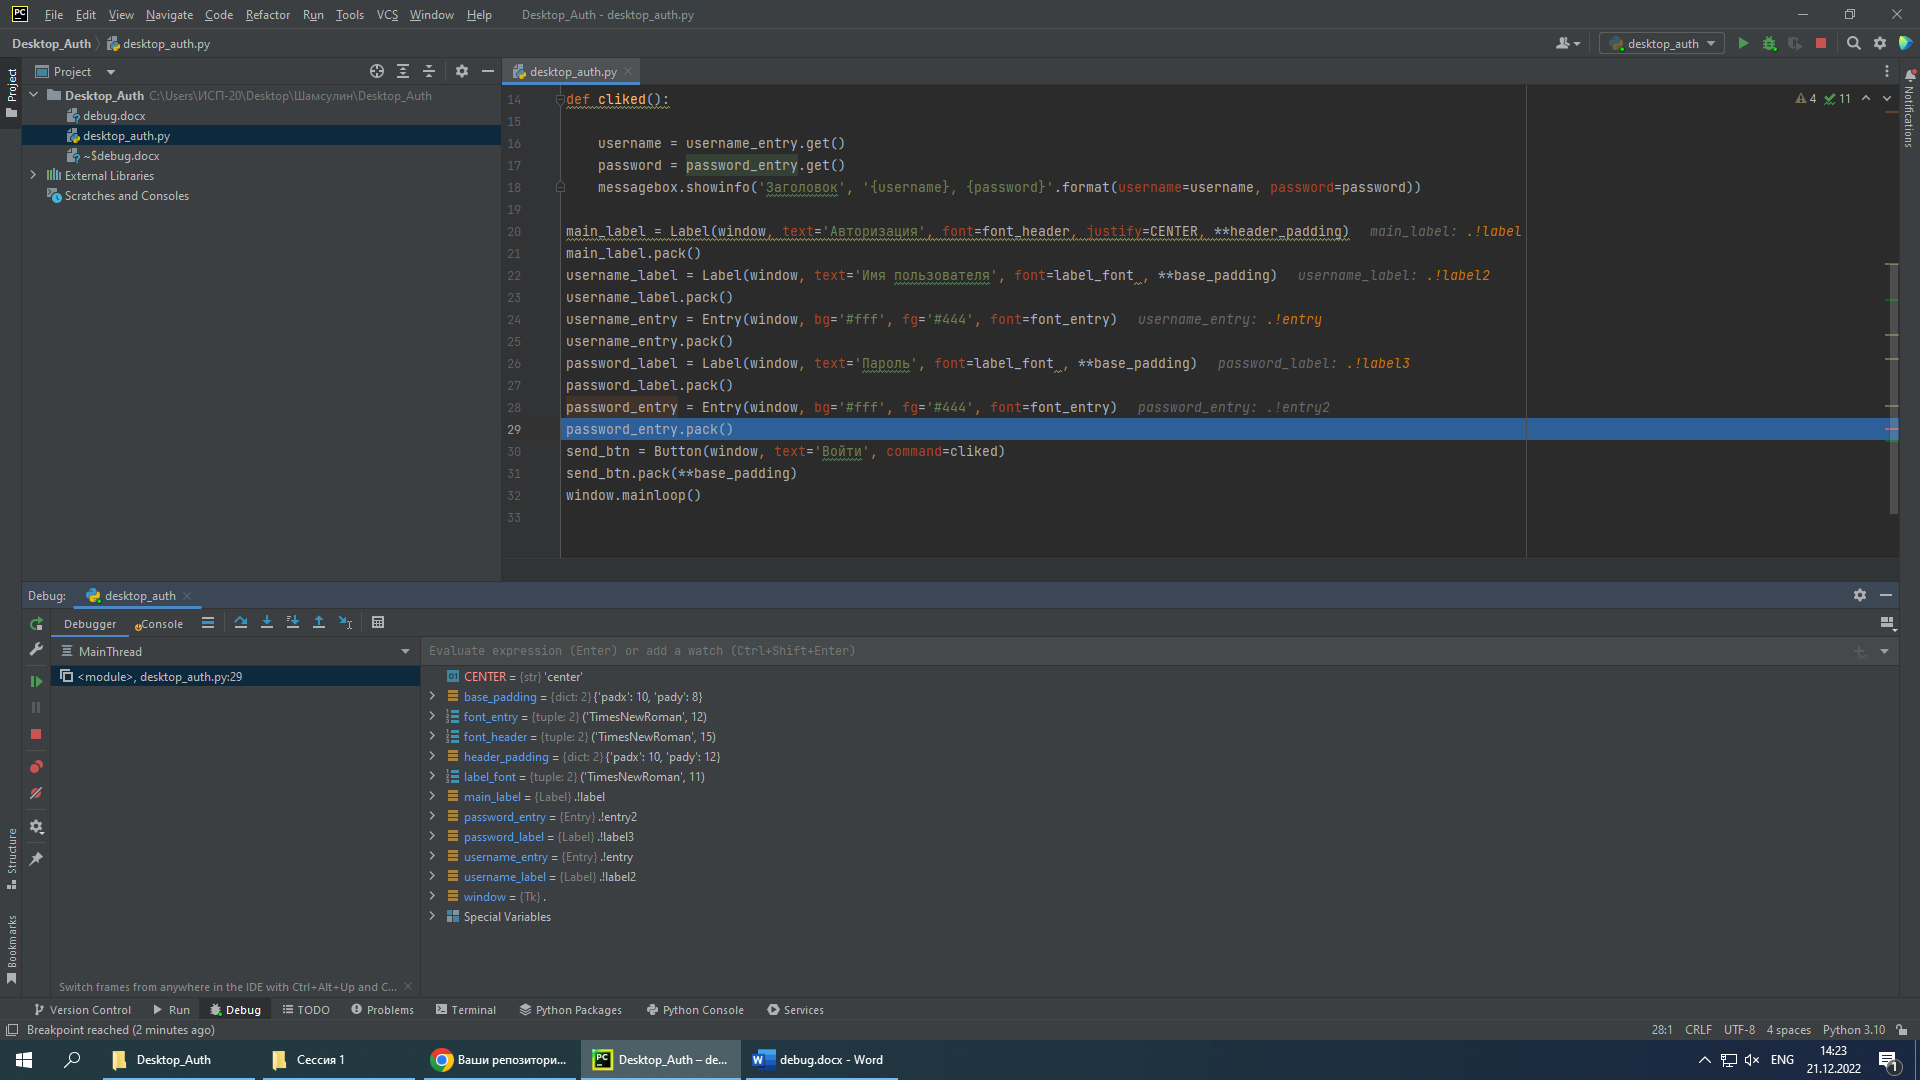 File Edit View Navigate Code Refactor Run Tools VCS Window Help Desktop_Auth - desktop_auth.py
Desktop_Auth desktop_auth.py desktop_auth
Project
Project
desktop_auth.py
Desktop_Auth C:\Users\ИСП-20\Desktop\Шамсулин\Desktop_Auth
debug.docx
desktop_auth.py
~$debug.docx
External Libraries
Scratches and Consoles
Notifications
4 11
14 def cliked():
15
16 username = username_entry.get()
17 password = password_entry.get()
18 messagebox.showinfo('Заголовок', '{username}, {password}'.format(username=username, password=password))
19
20 main_label = Label(window, text='Авторизация', font=font_header, justify=CENTER, **header_padding) main_label: .!label
21 main_label.pack()
22 username_label = Label(window, text='Имя пользователя', font=label_font , **base_padding) username_label: .!label2
23 username_label.pack()
24 username_entry = Entry(window, bg='#fff', fg='#444', font=font_entry) username_entry: .!entry
25 username_entry.pack()
26 password_label = Label(window, text='Пароль', font=label_font , **base_padding) password_label: .!label3
27 password_label.pack()
28 password_entry = Entry(window, bg='#fff', fg='#444', font=font_entry) password_entry: .!entry2
29 password_entry.pack()
30 send_btn = Button(window, text='Войти', command=cliked)
31 send_btn.pack(**base_padding)
32 window.mainloop()
33
Debug: desktop_auth
Debugger Console
MainThread
<module>, desktop_auth.py:29
Evaluate expression (Enter) or add a watch (Ctrl+Shift+Enter)
CENTER = {str} 'center'
base_padding = {dict: 2} {'padx': 10, 'pady': 8}
font_entry = {tuple: 2} ('TimesNewRoman', 12)
font_header = {tuple: 2} ('TimesNewRoman', 15)
header_padding = {dict: 2} {'padx': 10, 'pady': 12}
label_font = {tuple: 2} ('TimesNewRoman', 11)
main_label = {Label} .!label
password_entry = {Entry} .!entry2
password_label = {Label} .!label3
username_entry = {Entry} .!entry
username_label = {Label} .!label2
window = {Tk} .
Special Variables
Structure
Bookmarks
Switch frames from anywhere in the IDE with Ctrl+Alt+Up and C...
Version Control Run Debug TODO Problems Terminal Python Packages Python Console Services
Breakpoint reached (2 minutes ago) 28:1 CRLF UTF-8 4 spaces Python 3.10
Desktop_Auth Сессия 1 Ваши репозитори... Desktop_Auth – de... debug.docx - Word ENG 14:23
21.12.2022 1